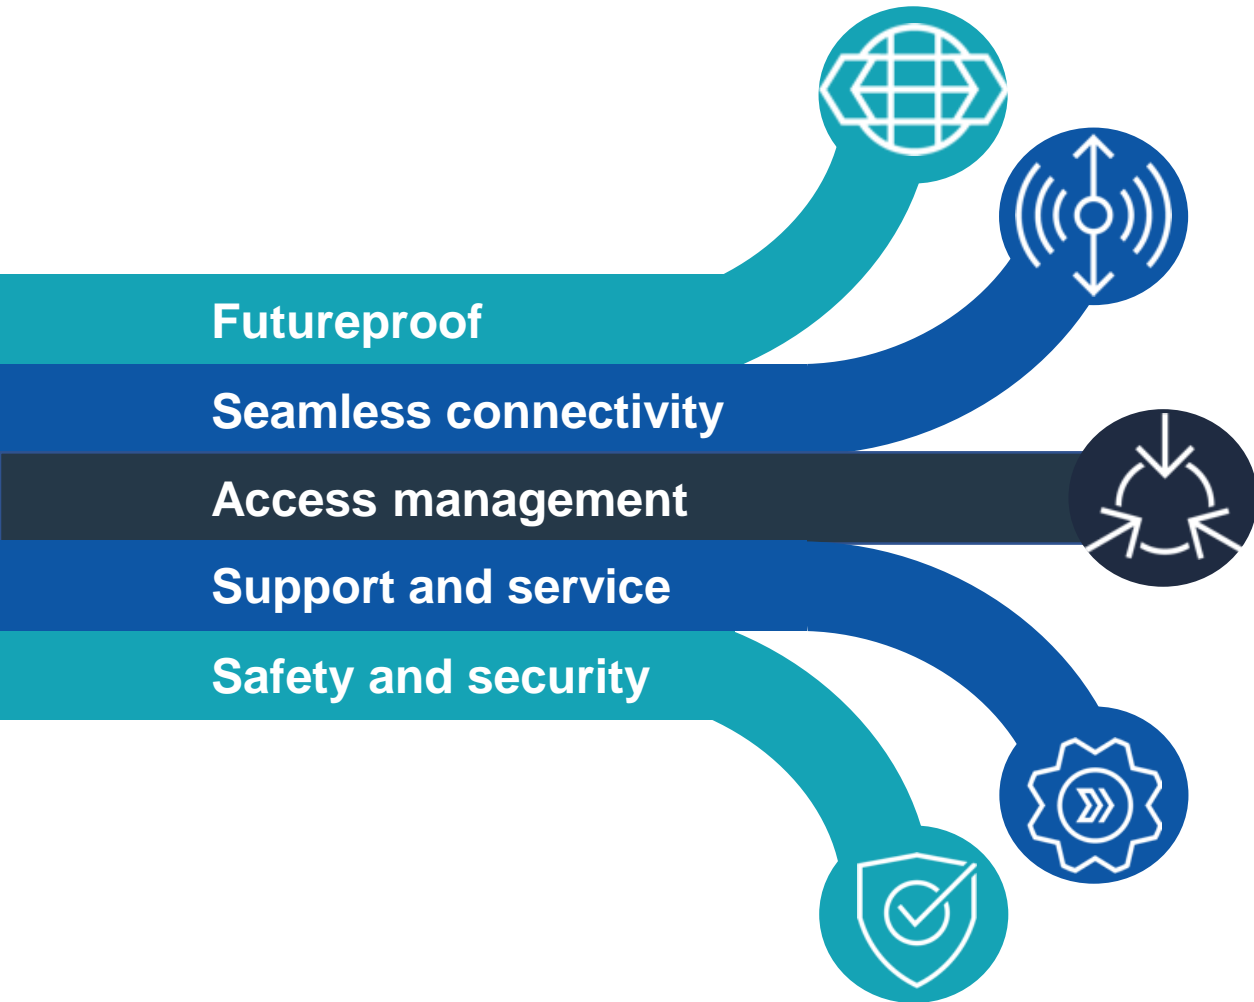 Futureproof
Seamless connectivity
Access management
Support and service
Safety and security